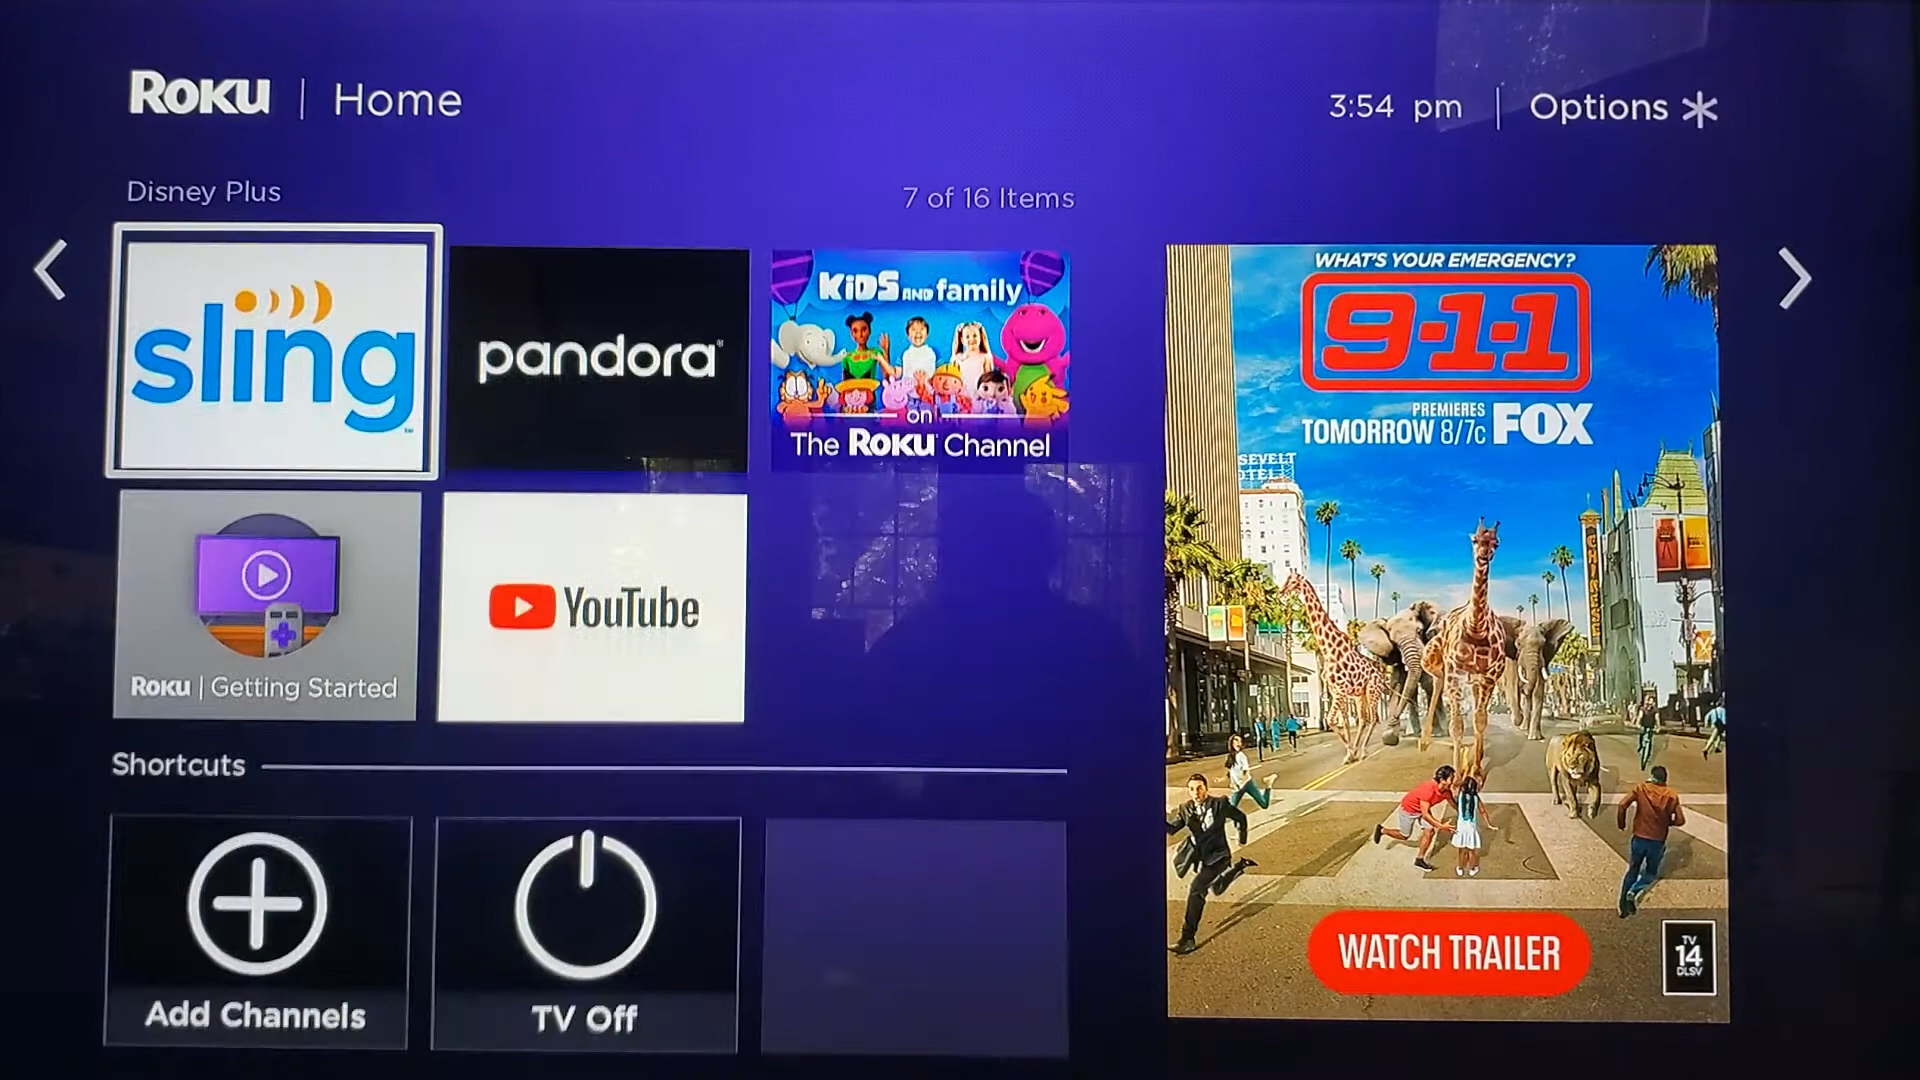 Roku | Home
3:54 pm | Options
Disney Plus
7 of 16 Items
sling
pandora
KiDS AND family
on
The Roku Channel
Roku | Getting Started
YouTube
WHAT'S YOUR EMERGENCY?
9-1-1
PREMIERES
TOMORROW 8/7c FOX
SEVELT
OTEL
WATCH TRAILER
TV
14
DLSV
Shortcuts
Add Channels
TV Off